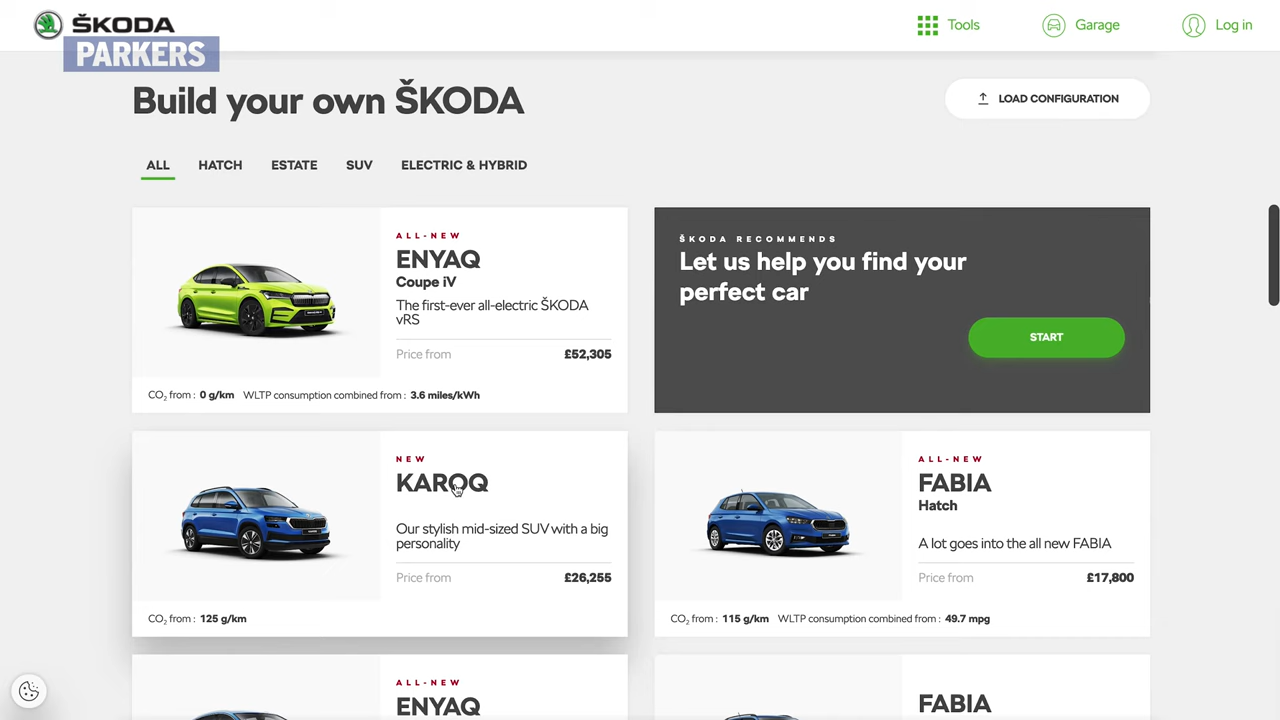 ŠKODA
PARKERS
Tools
Garage
Log in
Build your own ŠKODA
LOAD CONFIGURATION
ALL
HATCH
ESTATE
SUV
ELECTRIC & HYBRID
ALL-NEW
ENYAQ
Coupe iV
The first-ever all-electric ŠKODA
vRS
Price from £52,305
CO2 from : 0 g/km WLTP consumption combined from : 3.6 miles/kWh
ŠKODA RECOMMENDS
Let us help you find your
perfect car
START
NEW
KAROQ
Our stylish mid-sized SUV with a big
personality
Price from £26,255
CO2 from : 125 g/km
ALL-NEW
FABIA
Hatch
A lot goes into the all new FABIA
Price from £17,800
CO2 from : 115 g/km WLTP consumption combined from : 49.7 mpg
ALL-NEW
ENYAQ
FABIA